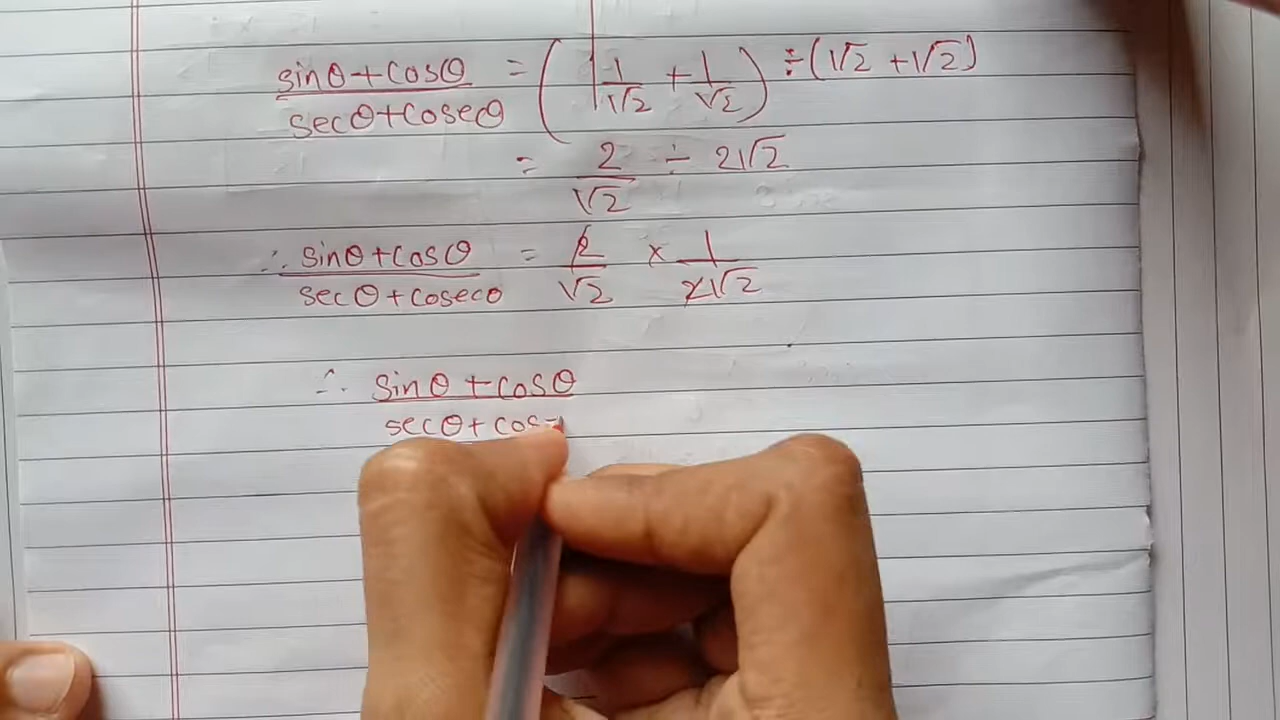 sinθ+cosθ / secθ+cosecθ = (1/√2 + 1/√2) ÷ (√2 + √2)
= 2/√2 ÷ 2√2
∴ sinθ+cosθ / secθ+cosecθ = 2/√2 × 1/2√2
∴ sinθ+cosθ / secθ+cos